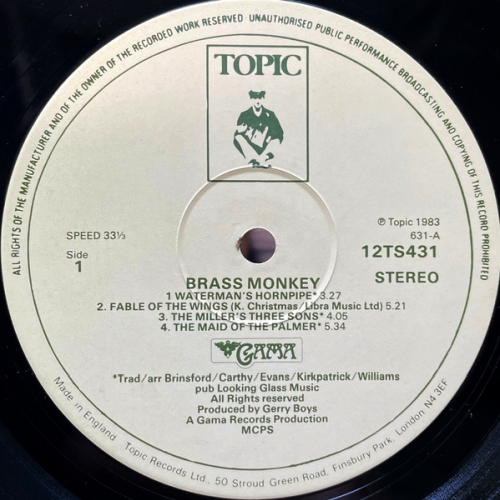 ALL RIGHTS OF THE MANUFACTURER AND OF THE OWNER OF THE RECORDED WORK RESERVED · UNAUTHORISED PUBLIC PERFORMANCE BROADCASTING AND COPYING OF THIS RECORD PROHIBITED
TOPIC
℗ Topic 1983
SPEED 33⅓
631-A
12TS431
Side
1
STEREO
BRASS MONKEY
1 WATERMAN'S HORNPIPE* 3.27
2. FABLE OF THE WINGS (K. Christmas/Libra Music Ltd) 5.21
3. THE MILLER'S THREE SONS* 4.05
4. THE MAID OF THE PALMER* 5.34
GAMA
*Trad/arr Brinsford/Carthy/Evans/Kirkpatrick/Williams
pub Looking Glass Music
All Rights reserved
Produced by Gerry Boys
A Gama Records Production
MCPS
Made in England Topic Records Ltd., 50 Stroud Green Road, Finsbury Park, London N4 3EF